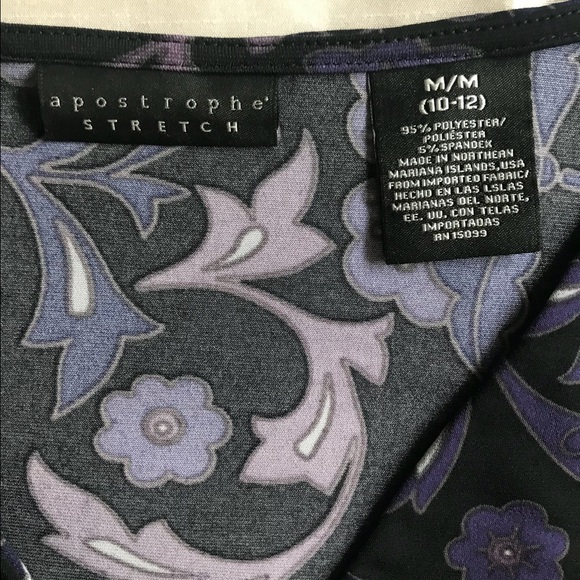 apostrophe
STRETCH
M/M
(10-12)
95% POLYESTER/
POLIÉSTER
5% SPANDEX
MADE IN NORTHERN
MARIANA ISLANDS, USA
FROM IMPORTED FABRIC/
HECHO EN LAS LSLAS
MARIANAS DEL NORTE,
EE. UU. CON TELAS
IMPORTADAS
RN 15099